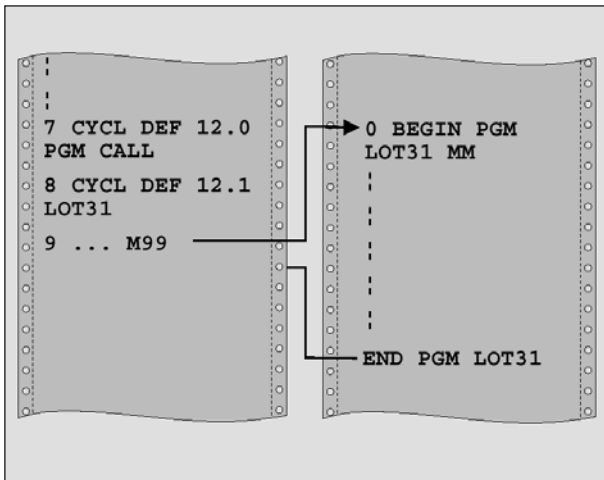 7 CYCL DEF 12.0
PGM CALL
8 CYCL DEF 12.1
LOT31
9 ... M99
0 BEGIN PGM
LOT31 MM
END PGM LOT31